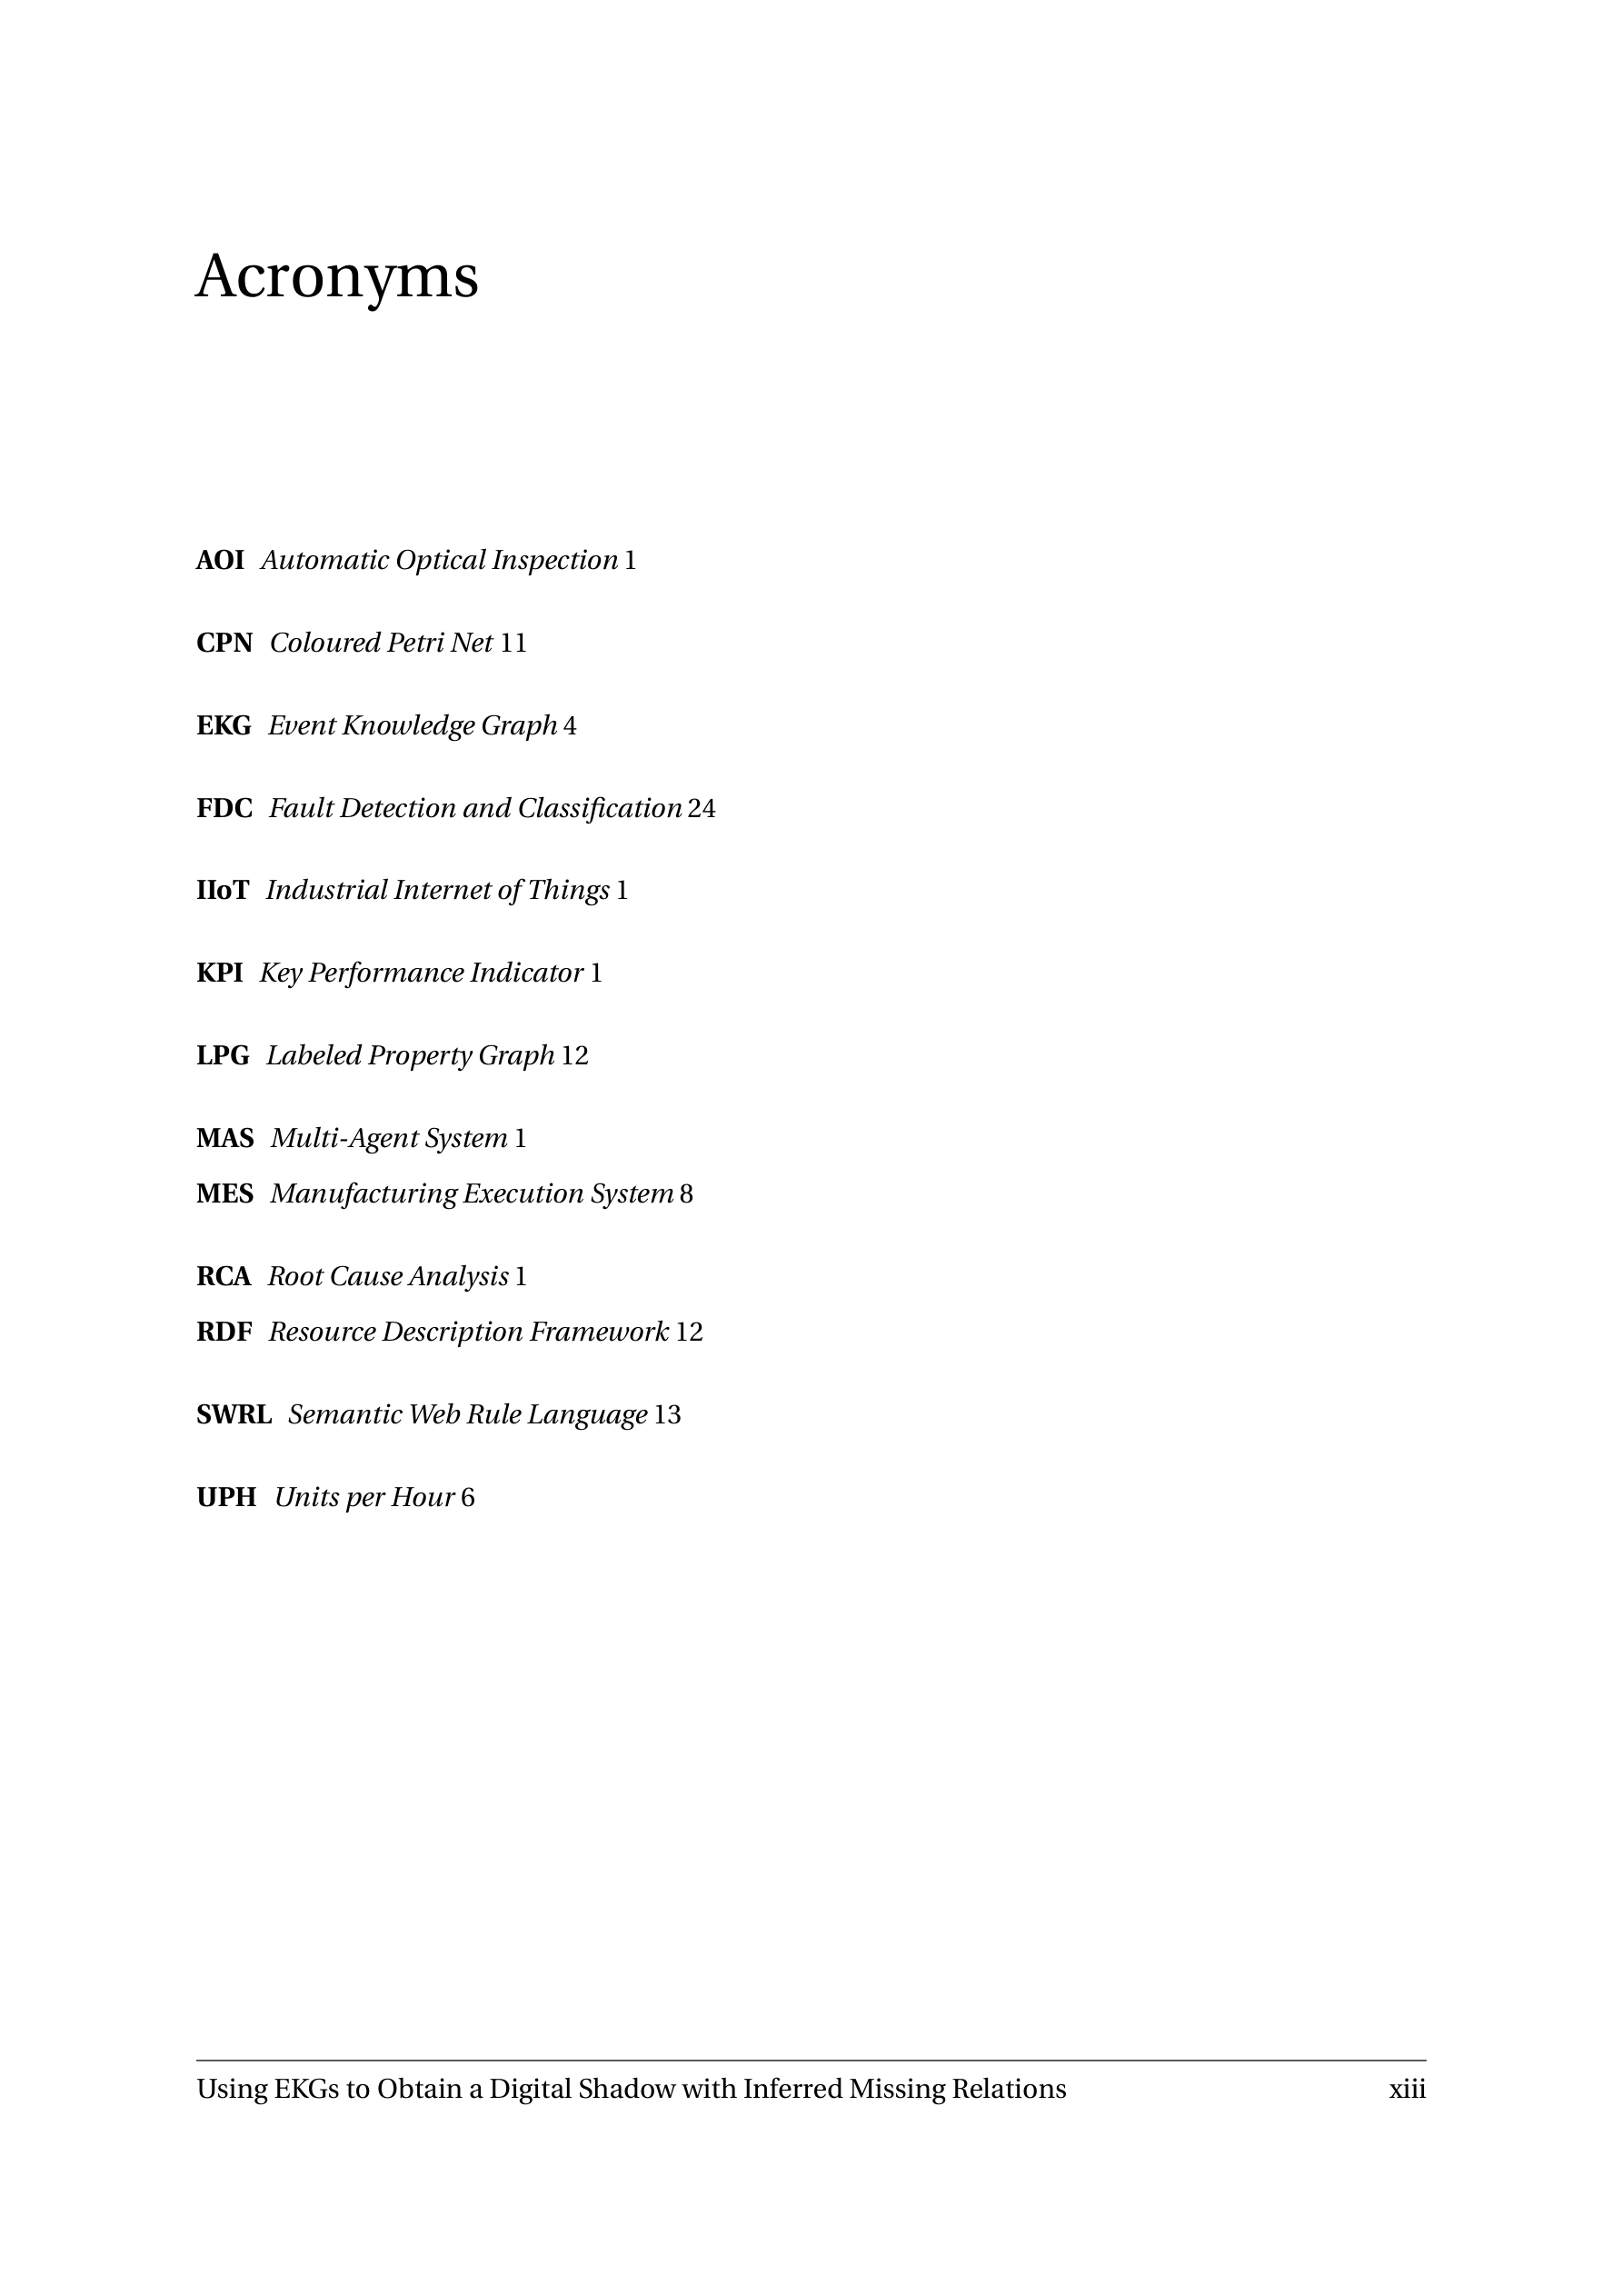 Acronyms
AOI Automatic Optical Inspection 1
CPN Coloured Petri Net 11
EKG Event Knowledge Graph 4
FDC Fault Detection and Classification 24
IIoT Industrial Internet of Things 1
KPI Key Performance Indicator 1
LPG Labeled Property Graph 12
MAS Multi-Agent System 1
MES Manufacturing Execution System 8
RCA Root Cause Analysis 1
RDF Resource Description Framework 12
SWRL Semantic Web Rule Language 13
UPH Units per Hour 6
Using EKGs to Obtain a Digital Shadow with Inferred Missing Relations xiii